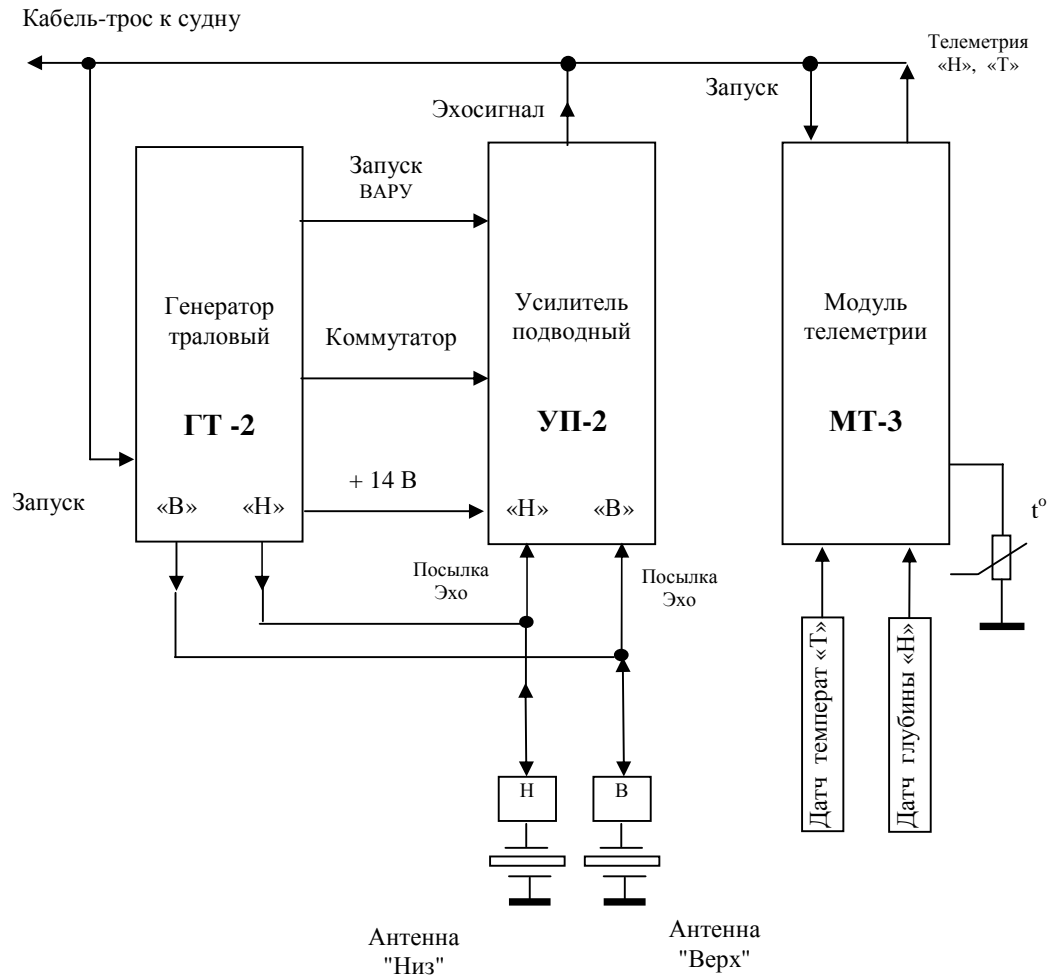 Кабель-трос к судну
Телеметрия
«Н», «Т»
Запуск
Эхосигнал
Запуск
ВАРУ
Генератор
траловый
Усилитель
подводный
Модуль
телеметрии
Коммутатор
ГТ -2
УП-2
МТ-3
+ 14 В
Запуск
«В»
«Н»
«Н»
«В»
t°
Посылка
Эхо
Посылка
Эхо
Датч температ «Т»
Датч глубины «Н»
Н
В
Антенна
"Низ"
Антенна
"Верх"